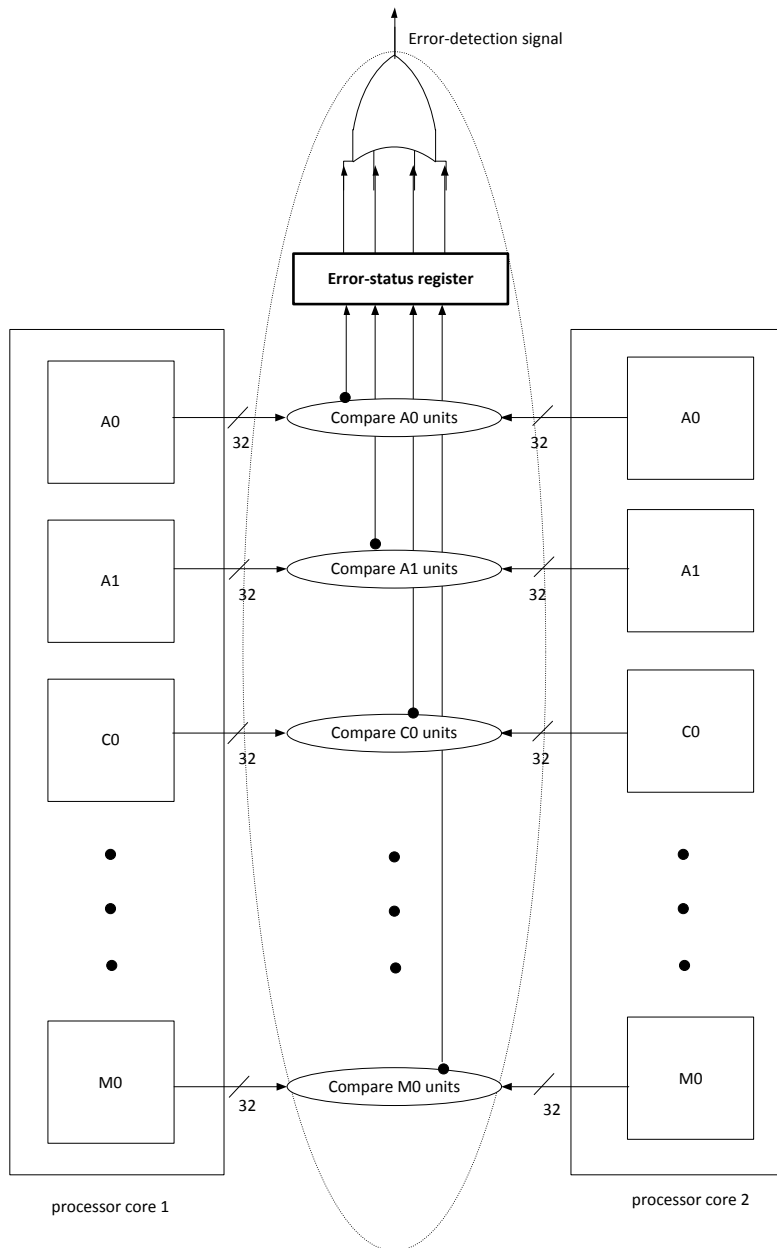 Error-detection signal
Error-status register
A0
32
Compare A0 units
32
A0
A1
32
Compare A1 units
32
A1
C0
32
Compare C0 units
32
C0
M0
32
Compare M0 units
32
M0
processor core 1
processor core 2